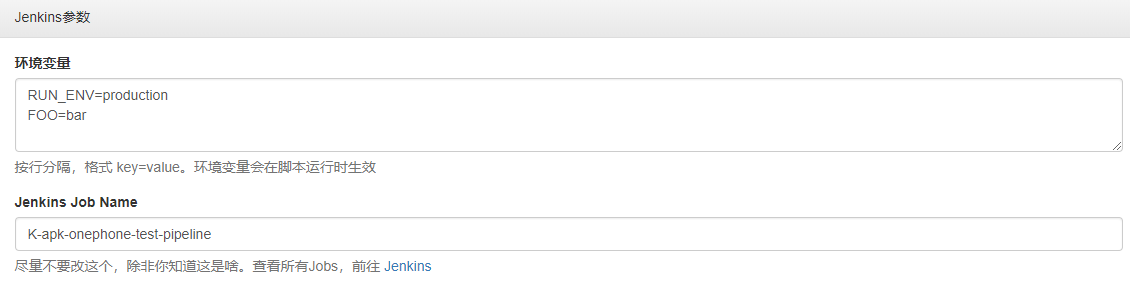 Jenkins参数
环境变量
RUN_ENV=production
FOO=bar
按行分隔，格式 key=value。环境变量会在脚本运行时生效
Jenkins Job Name
K-apk-onephone-test-pipeline
尽量不要改这个，除非你知道这是啥。查看所有Jobs，前往 Jenkins